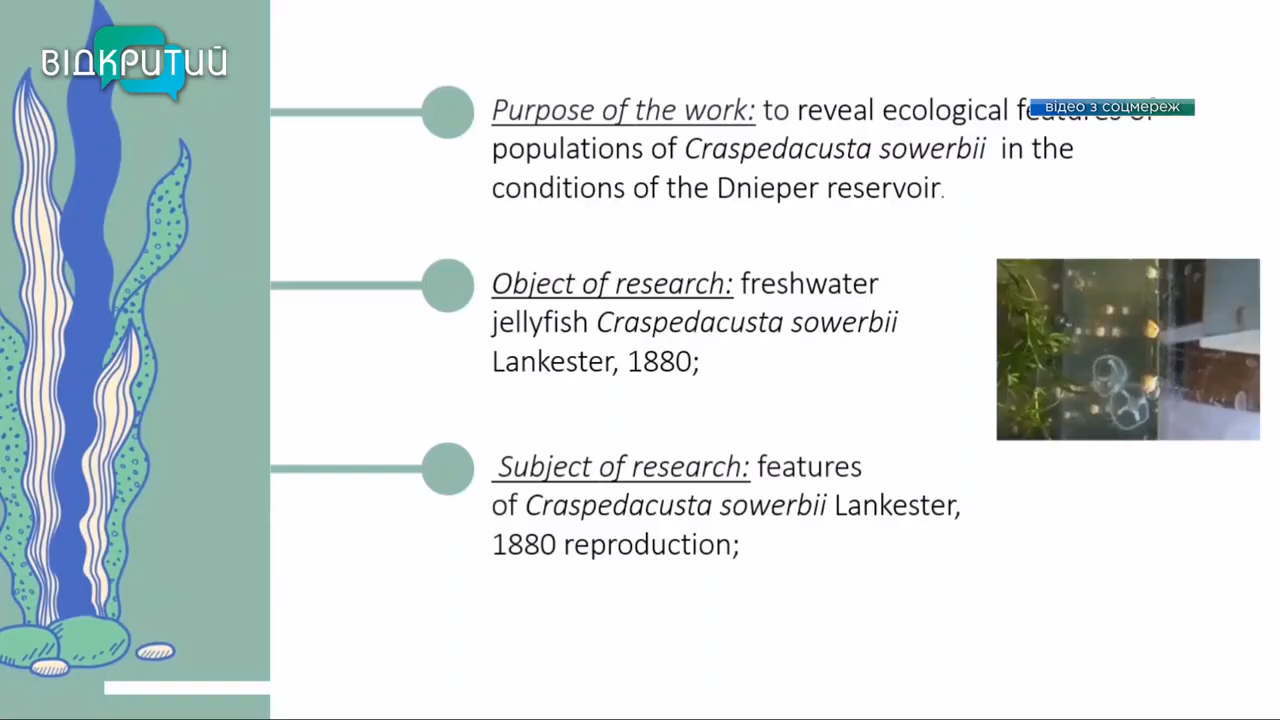 ВІДКРИТИЙ
відео з соцмереж
Purpose of the work: to reveal ecological features of
populations of Craspedacusta sowerbii in the
conditions of the Dnieper reservoir.
Object of research: freshwater
jellyfish Craspedacusta sowerbii
Lankester, 1880;
Subject of research: features
of Craspedacusta sowerbii Lankester,
1880 reproduction;